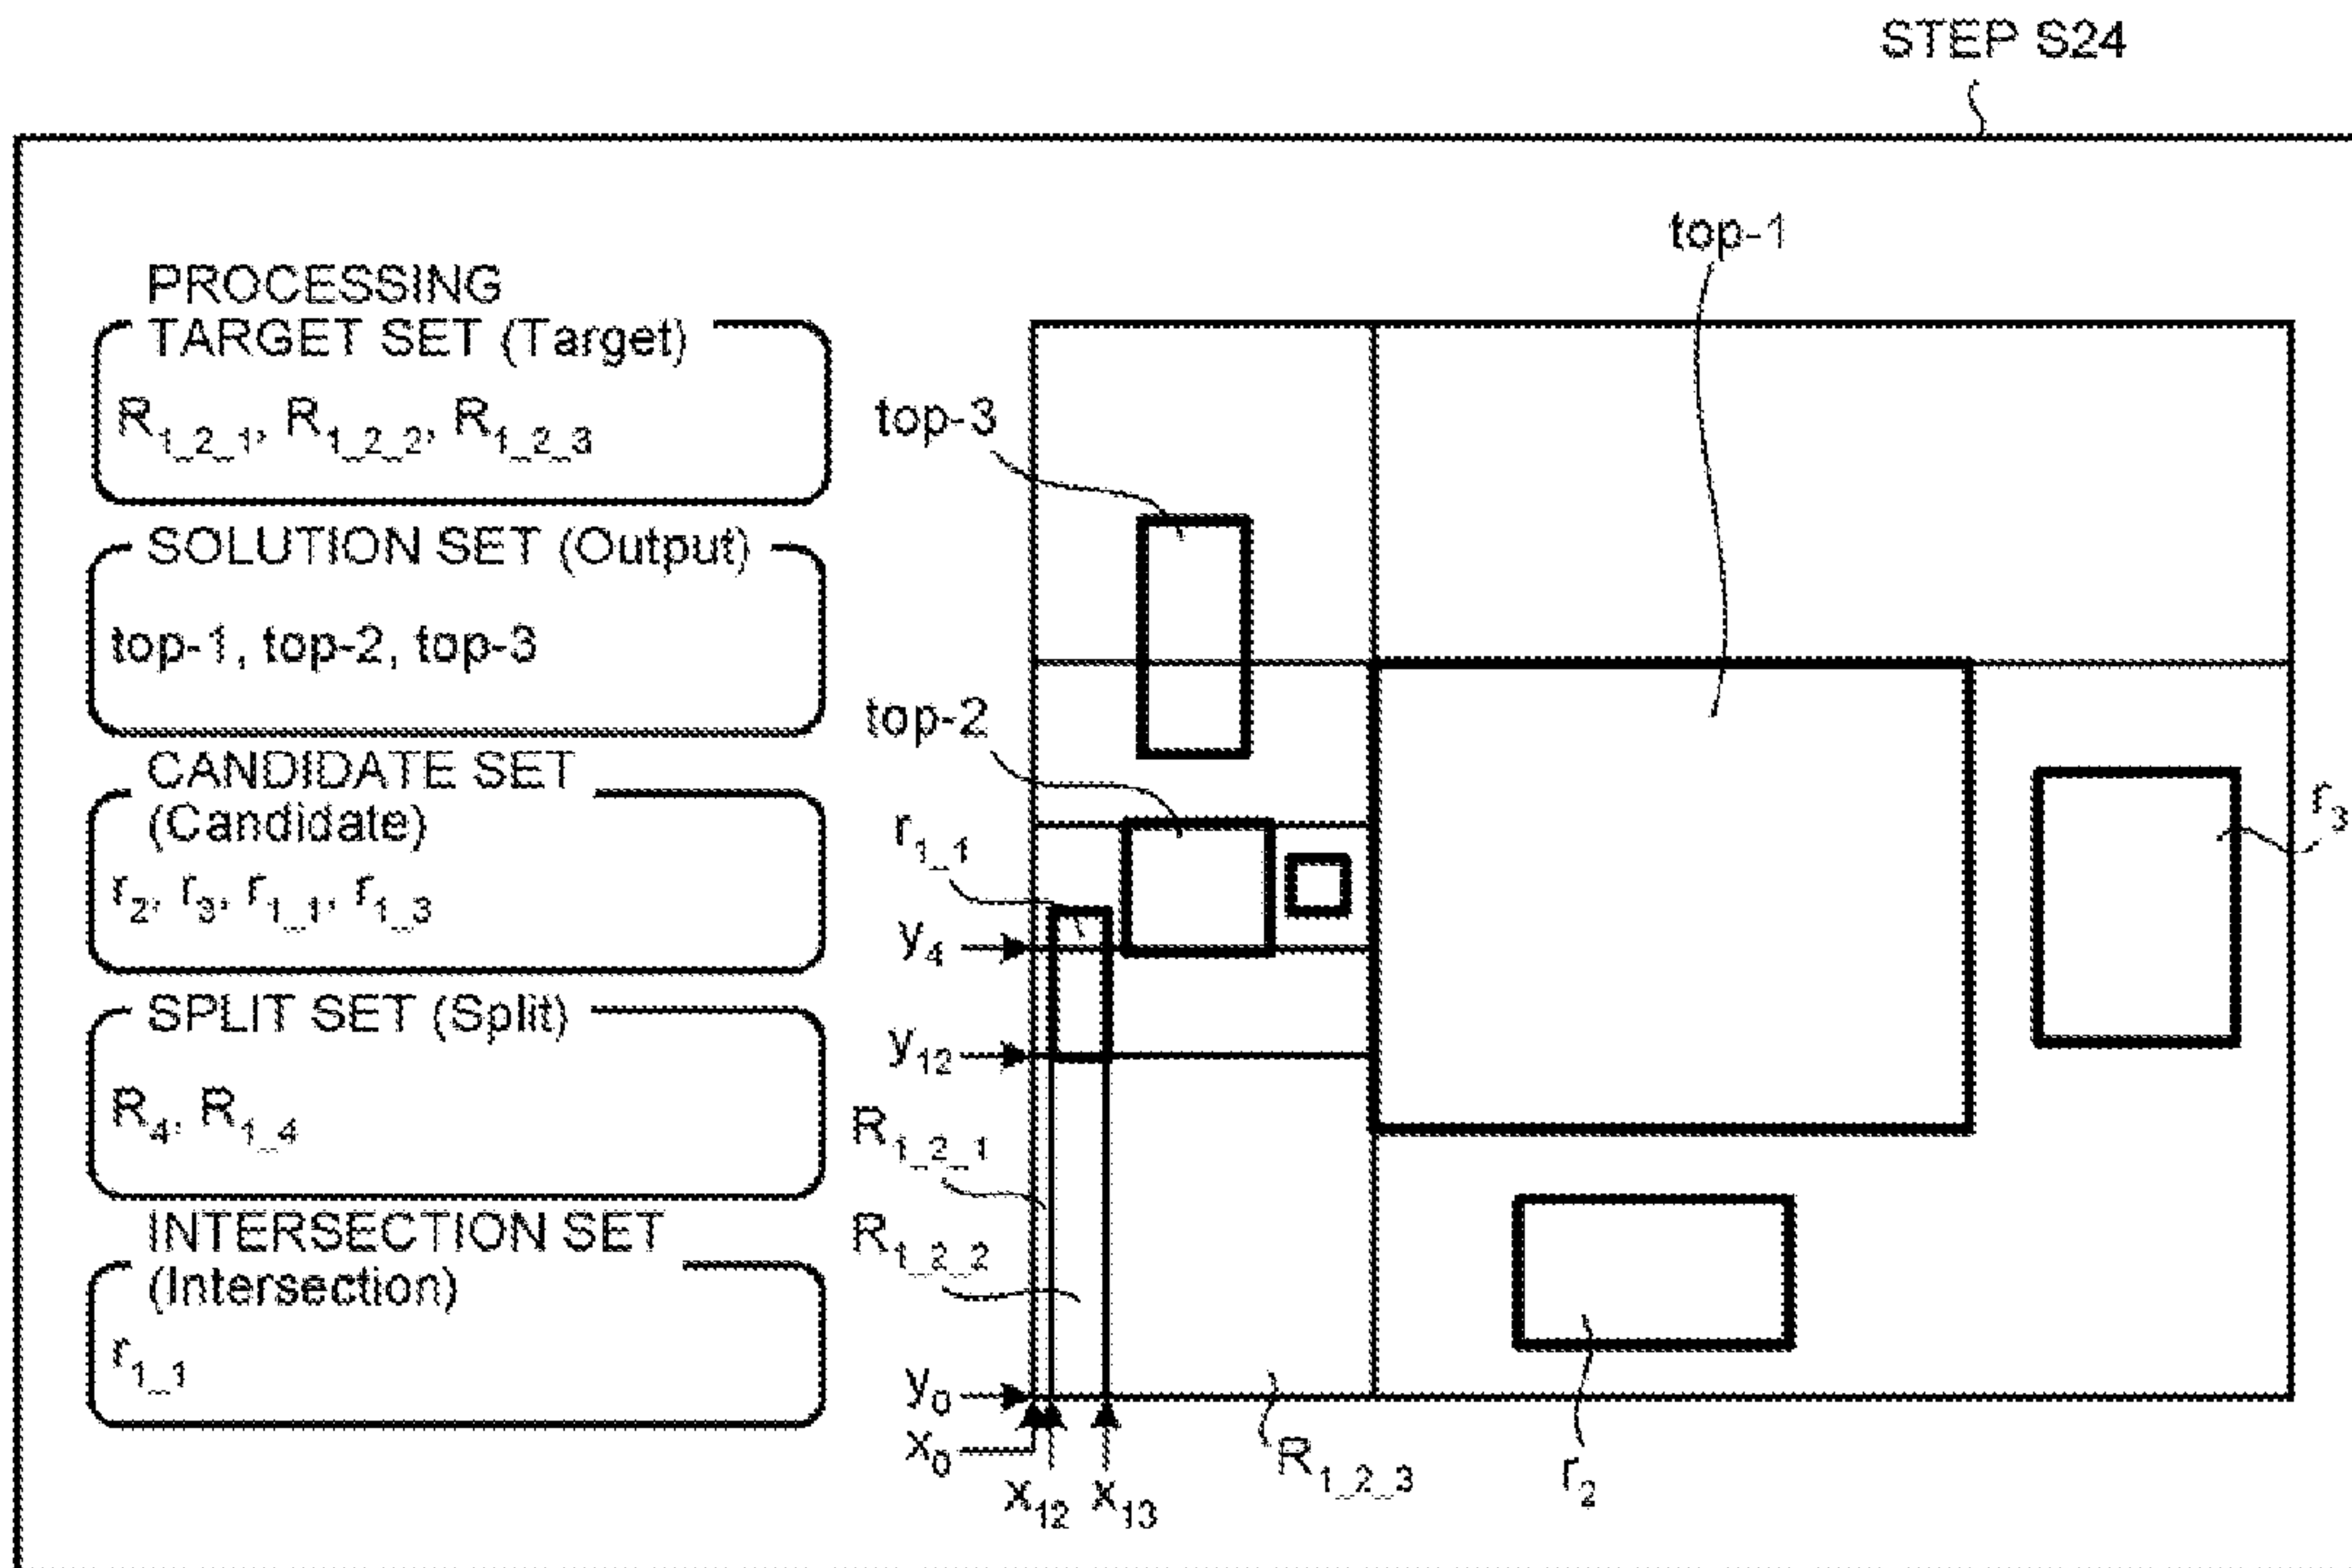 STEP S24
PROCESSING
TARGET SET (Target)
R1_2_1, R1_2_2, R1_2_3
SOLUTION SET (Output)
top-1, top-2, top-3
CANDIDATE SET
(Candidate)
r2, r3, r1_1, r1_3
SPLIT SET (Split)
R4, R1_4
INTERSECTION SET
(Intersection)
r1_1
top-1
top-3
top-2
r3
r1_1
y4
y12
R1_2_1
R1_2_2
y0
x0
x12
x13
R1_2_3
r2